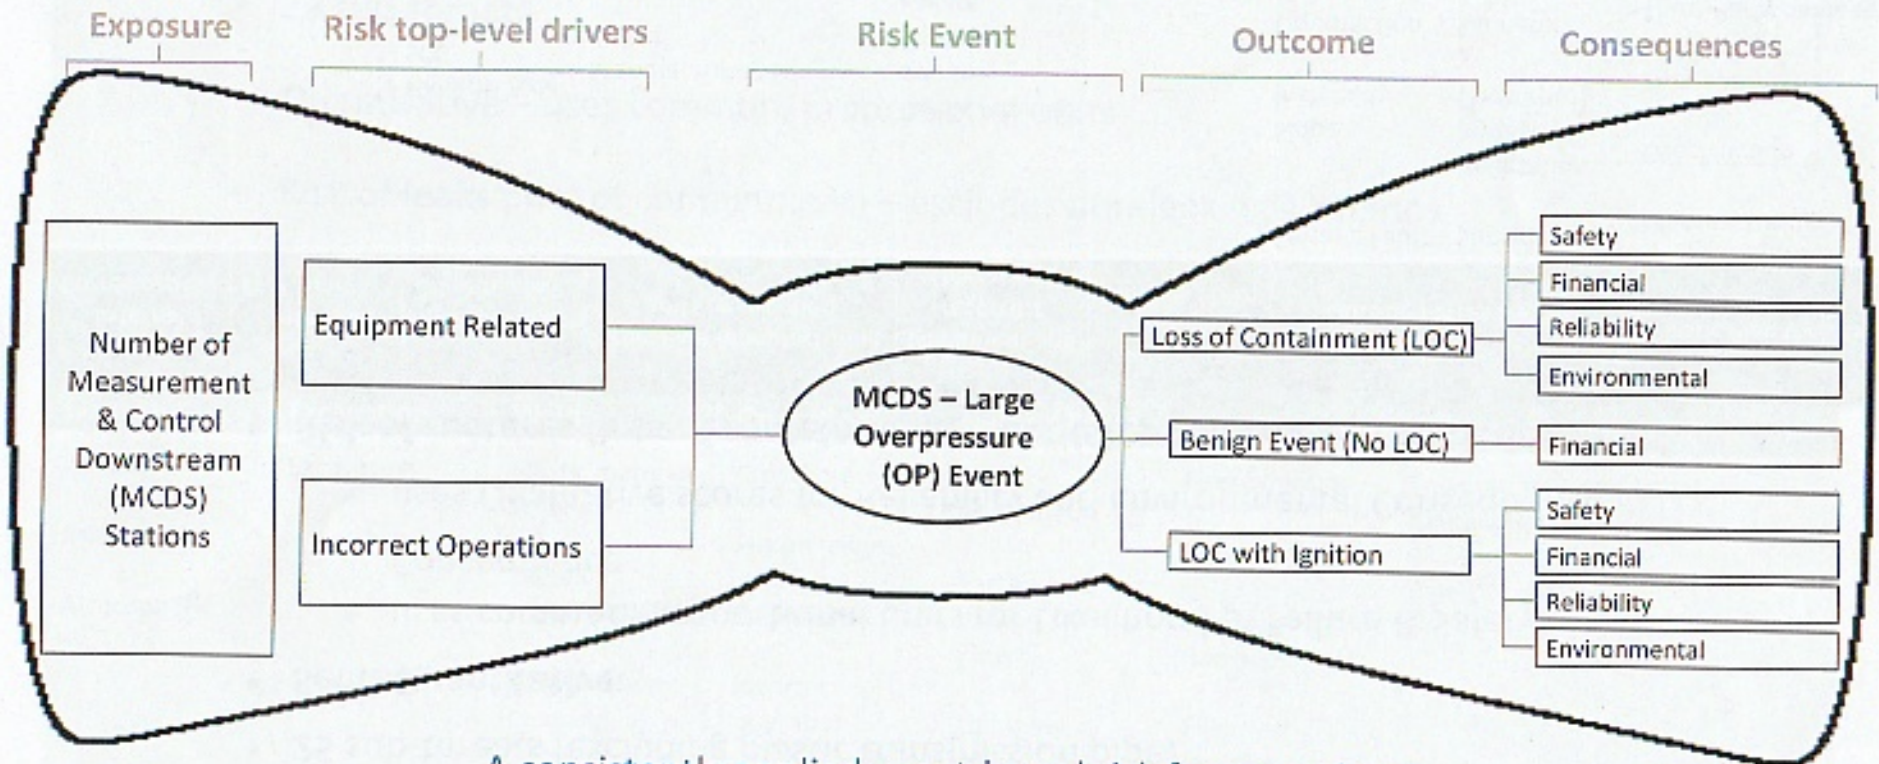 Exposure
Risk top-level drivers
Risk Event
Outcome
Consequences
Number of
Measurement
& Control
Downstream
(MCDS)
Stations
Equipment Related
Incorrect Operations
MCDS – Large
Overpressure
(OP) Event
Loss of Containment (LOC)
Safety
Financial
Reliability
Environmental
Benign Event (No LOC)
Financial
LOC with Ignition
Safety
Financial
Reliability
Environmental
A consistently applied